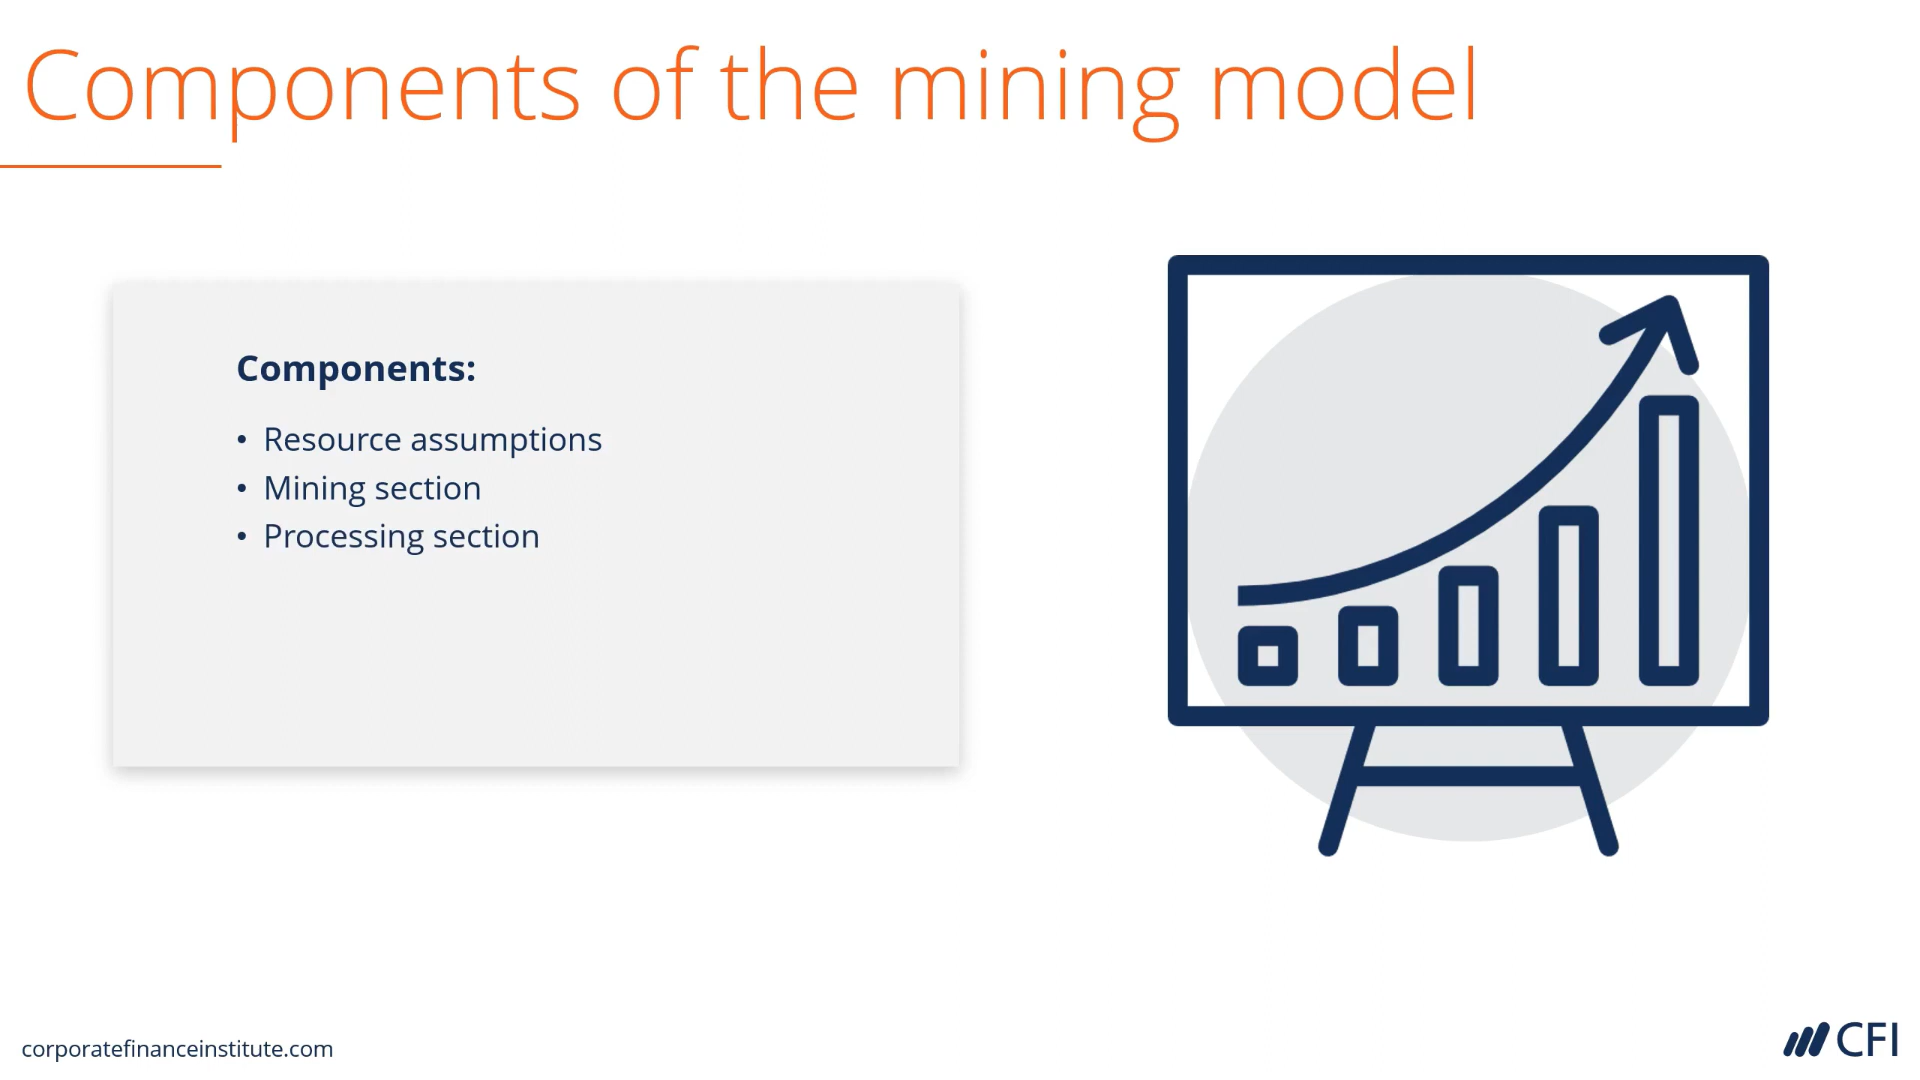 Components of the mining model
Components:
• Resource assumptions
• Mining section
• Processing section
corporatefinanceinstitute.com
CFI